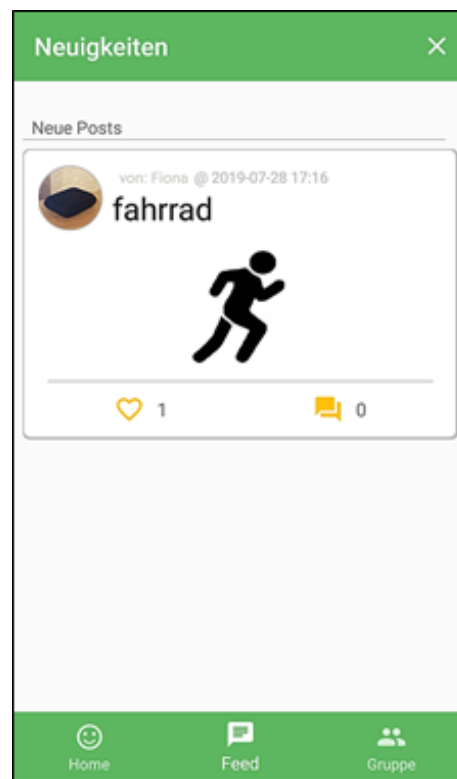 Neuigkeiten
Neue Posts
von: Fiona @ 2019-07-28 17:16
fahrrad
1 0
Home Feed Gruppe